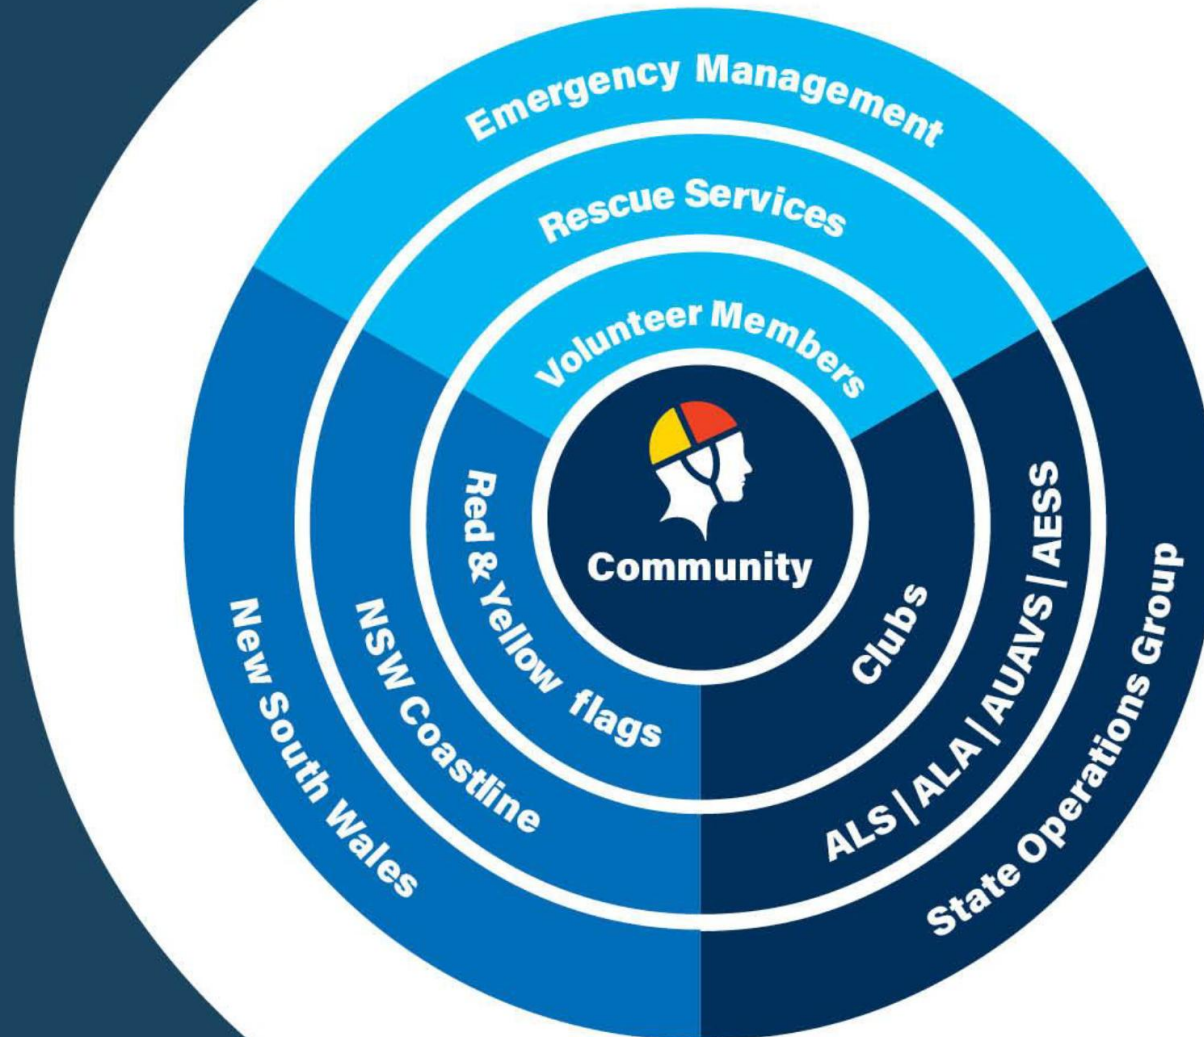 Emergency Management
Rescue Services
Volunteer Members
Community
Red & Yellow flags
NSW Coastline
New South Wales
Clubs
ALS | ALA | AUAVS | AESS
State Operations Group